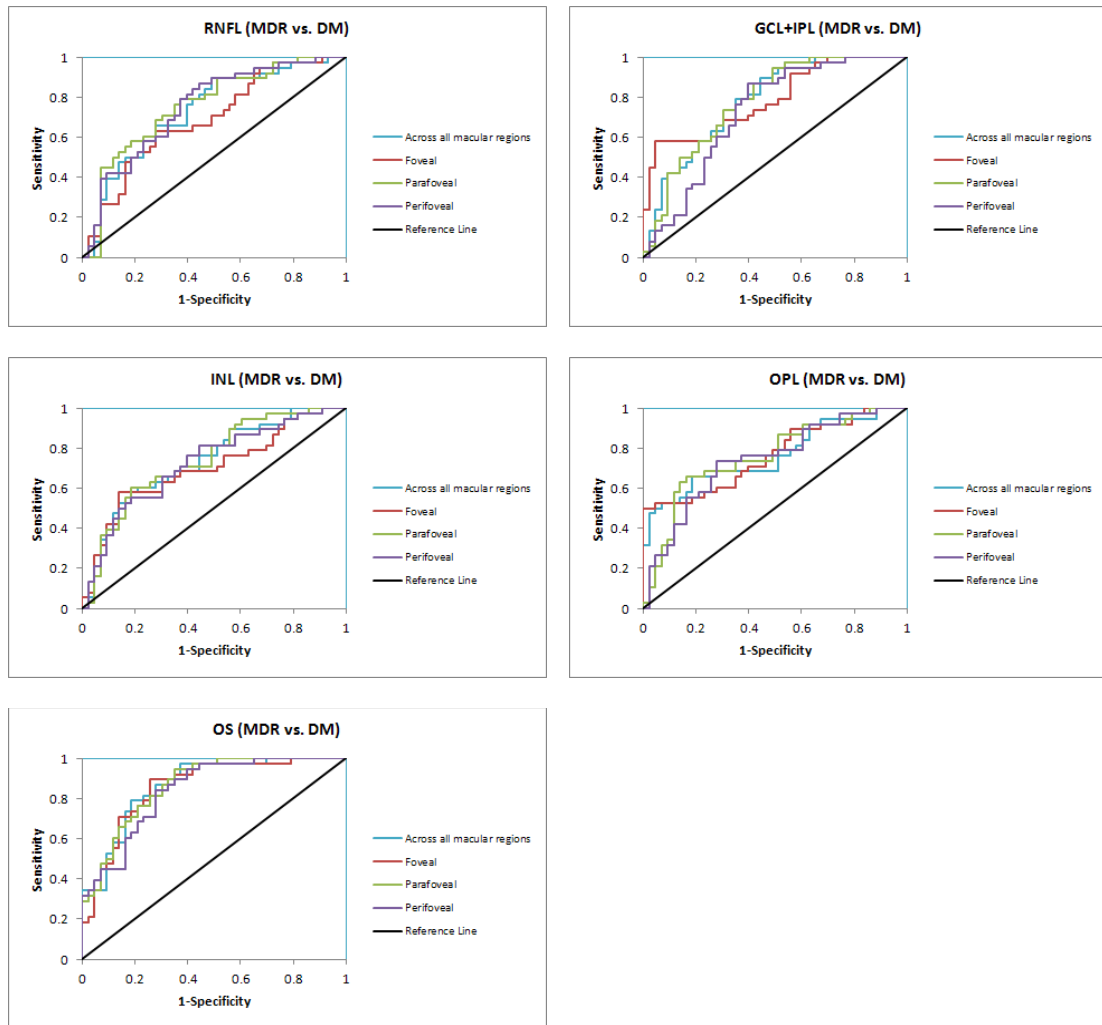 RNFL (MDR vs. DM)
Sensitivity
1
0.8
0.6
0.4
0.2
0
0 0.2 0.4 0.6 0.8 1
1-Specificity
Across all macular regions
Foveal
Parafoveal
Perifoveal
Reference Line
GCL+IPL (MDR vs. DM)
Sensitivity
1
0.8
0.6
0.4
0.2
0
0 0.2 0.4 0.6 0.8 1
1-Specificity
Across all macular regions
Foveal
Parafoveal
Perifoveal
Reference Line
INL (MDR vs. DM)
Sensitivity
1
0.8
0.6
0.4
0.2
0
0 0.2 0.4 0.6 0.8 1
1-Specificity
Across all macular regions
Foveal
Parafoveal
Perifoveal
Reference Line
OPL (MDR vs. DM)
Sensitivity
1
0.8
0.6
0.4
0.2
0
0 0.2 0.4 0.6 0.8 1
1-Specificity
Across all macular regions
Foveal
Parafoveal
Perifoveal
Reference Line
OS (MDR vs. DM)
Sensitivity
1
0.8
0.6
0.4
0.2
0
0 0.2 0.4 0.6 0.8 1
1-Specificity
Across all macular regions
Foveal
Parafoveal
Perifoveal
Reference Line